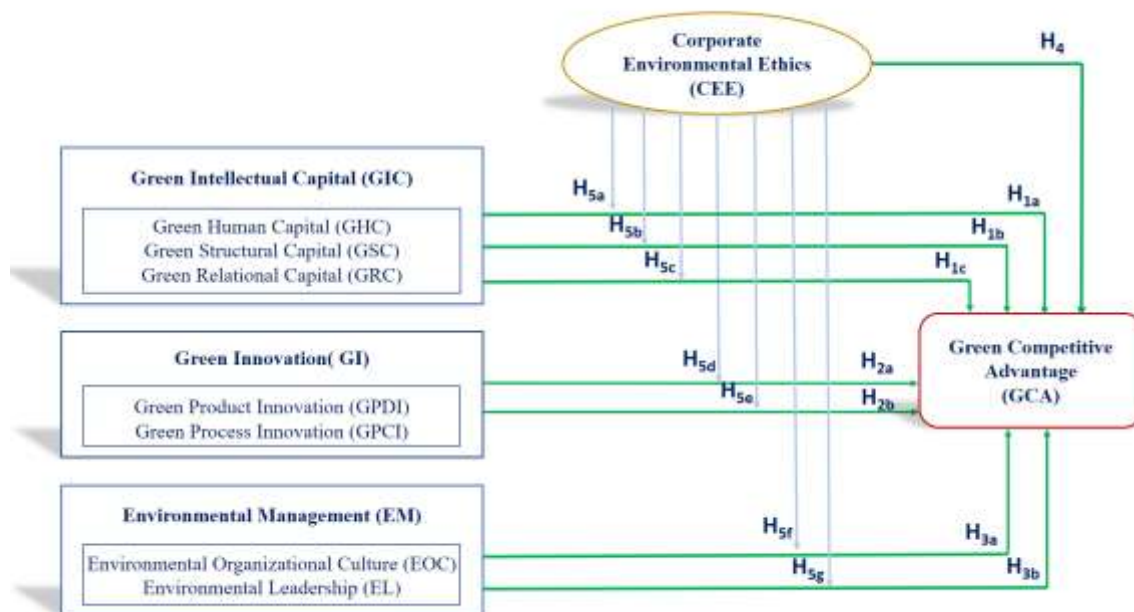 Corporate
Environmental Ethics
(CEE)
H4
Green Intellectual Capital (GIC)
Green Human Capital (GHC)
Green Structural Capital (GSC)
Green Relational Capital (GRC)
H5a
H5b
H5c
H1a
H1b
H1c
Green Innovation( GI)
Green Product Innovation (GPDI)
Green Process Innovation (GPCI)
H5d
H5e
H2a
H2b
Green Competitive
Advantage
(GCA)
Environmental Management (EM)
Environmental Organizational Culture (EOC)
Environmental Leadership (EL)
H5f
H5g
H3a
H3b